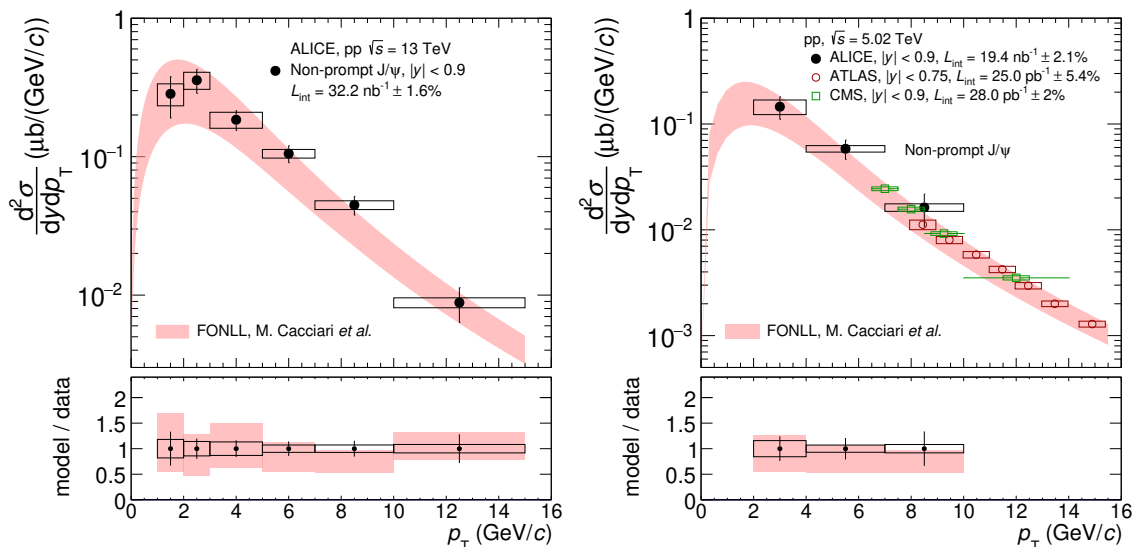 ALICE, pp √s = 13 TeV
Non-prompt J/ψ, |y| < 0.9
L_int = 32.2 nb⁻¹ ± 1.6%
d²σ/dydp_T (μb/(GeV/c))
1
10⁻¹
10⁻²
FONLL, M. Cacciari et al.
model / data
2
1.5
1
0.5
0
0 2 4 6 8 10 12 14 16
p_T (GeV/c)
pp, √s = 5.02 TeV
ALICE, |y| < 0.9, L_int = 19.4 nb⁻¹ ± 2.1%
ATLAS, |y| < 0.75, L_int = 25.0 pb⁻¹ ± 5.4%
CMS, |y| < 0.9, L_int = 28.0 pb⁻¹ ± 2%
Non-prompt J/ψ
d²σ/dydp_T (μb/(GeV/c))
1
10⁻¹
10⁻²
10⁻³
FONLL, M. Cacciari et al.
model / data
2
1.5
1
0.5
0
0 2 4 6 8 10 12 14 16
p_T (GeV/c)